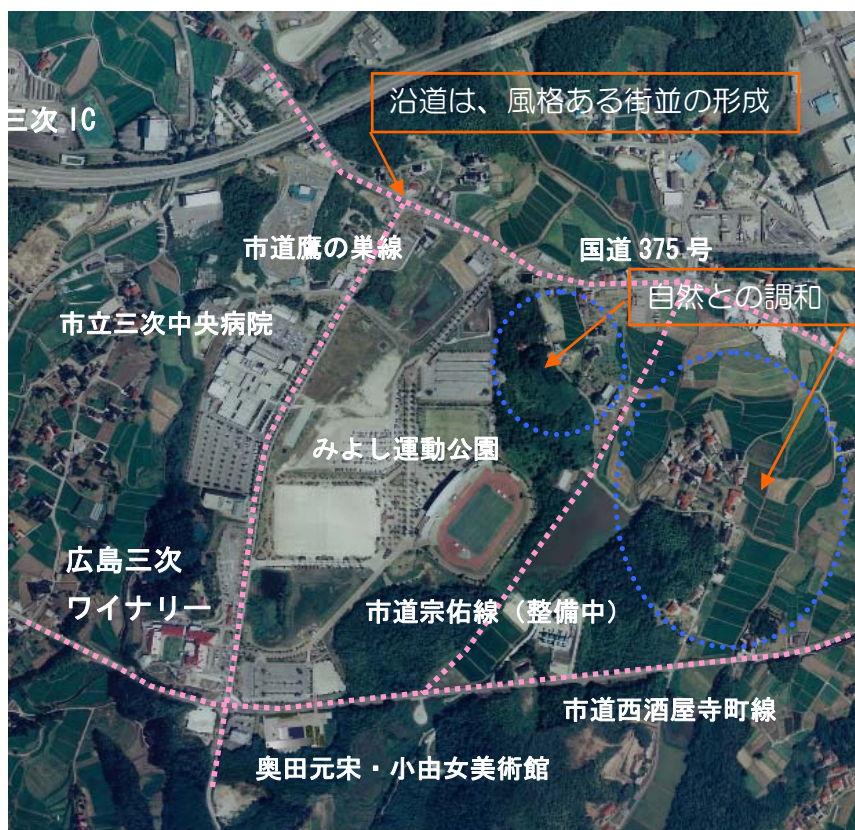 沿道は、風格ある街並の形成
三次 IC
市道鷹の巣線
国道 375 号
自然との調和
市立三次中央病院
みよし運動公園
広島三次
ワイナリー
市道宗佑線（整備中）
市道西酒屋寺町線
奥田元宋・小由女美術館